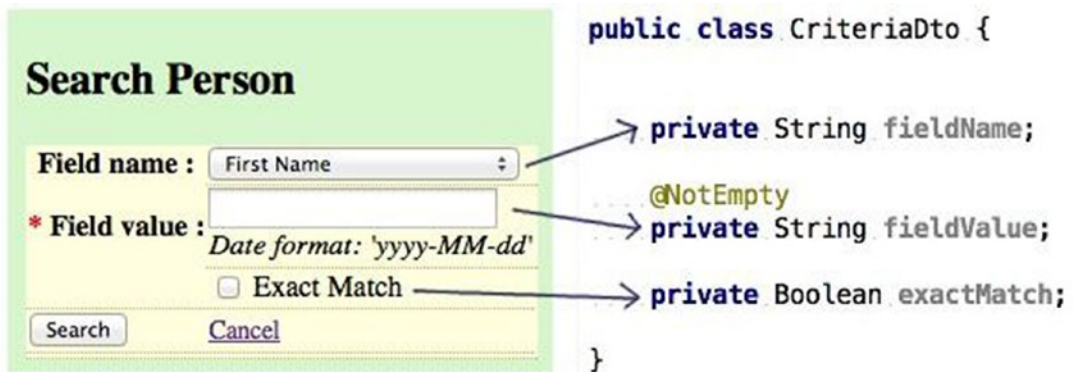 Search Person
Field name :
First Name
* Field value :
Date format: 'yyyy-MM-dd'
Exact Match
Search
Cancel
public class CriteriaDto {
private String fieldName;
@NotEmpty
private String fieldValue;
private Boolean exactMatch;
}